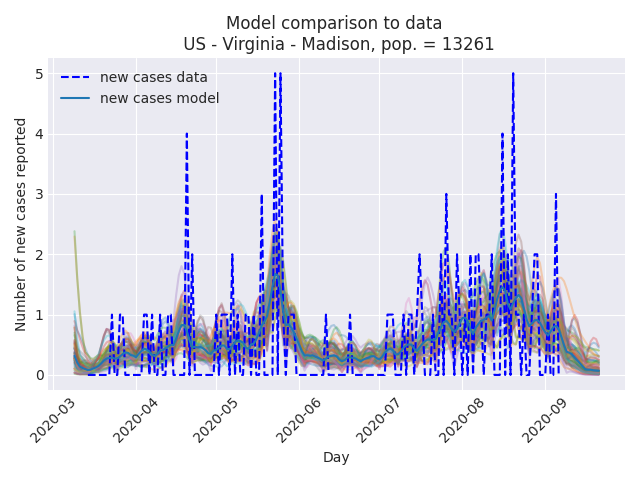 Model comparison to data
US - Virginia - Madison, pop. = 13261
new cases data
new cases model
Number of new cases reported
5
4
3
2
1
0
2020-03
2020-04
2020-05
2020-06
2020-07
2020-08
2020-09
Day